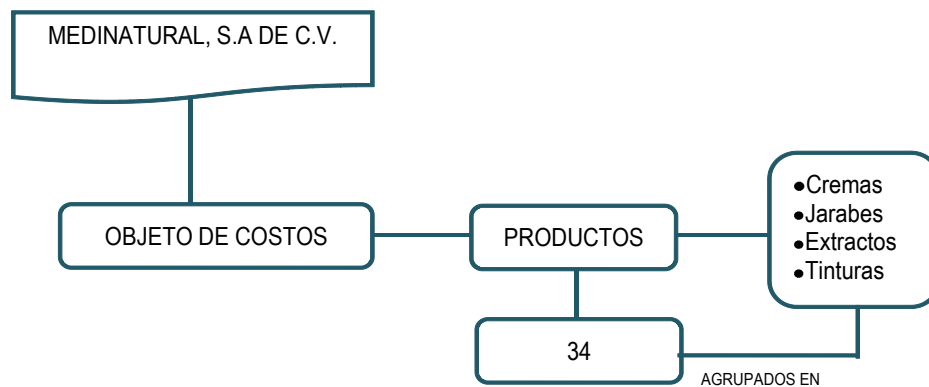 MEDINATURAL, S.A DE C.V.
OBJETO DE COSTOS
PRODUCTOS
●Cremas
●Jarabes
●Extractos
●Tinturas
34
AGRUPADOS EN